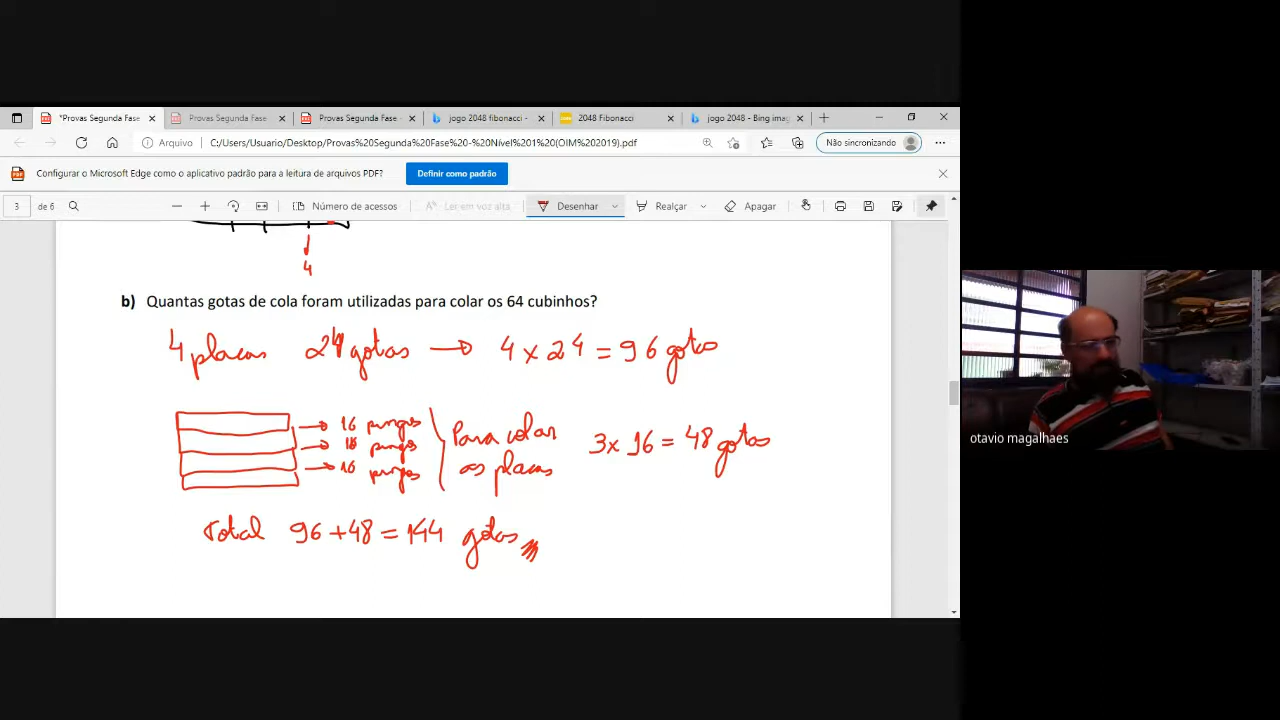 *Provas Segunda Fase
Provas Segunda Fase
Provas Segunda Fase -
jogo 2048 fibonacci -
2048 Fibonacci
jogo 2048 - Bing imag
Arquivo
C:/Users/Usuario/Desktop/Provas%20Segunda%20Fase%20-%20Nível%201%20(OIM%202019).pdf
Não sincronizando
Configurar o Microsoft Edge como o aplicativo padrão para a leitura de arquivos PDF?
Definir como padrão
3 de 6
Número de acessos
Ler em voz alta
Desenhar
Realçar
Apagar
4
b) Quantas gotas de cola foram utilizadas para colar os 64 cubinhos?
4 placas 24 gotas → 4 x 24 = 96 gotas
→ 16 pingos
→ 16 pingos
→ 16 pingos
Para colar
as placas
3 x 16 = 48 gotas
Total 96 + 48 = 144 gotas
otavio magalhaes